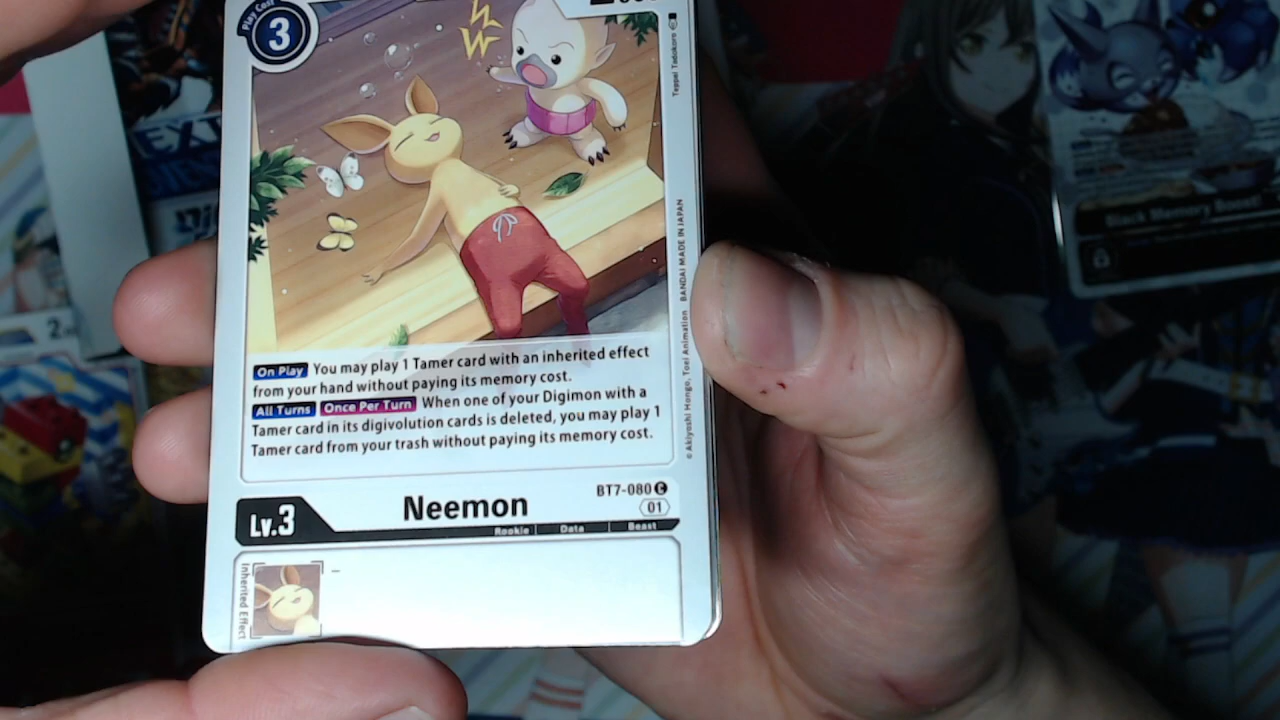 Play Cost
3
Teppei Tadokoro
BANDAI MADE IN JAPAN
© Akiyoshi Hongo, Toei Animation
On Play You may play 1 Tamer card with an inherited effect
from your hand without paying its memory cost.
All Turns Once Per Turn When one of your Digimon with a
Tamer card in its digivolution cards is deleted, you may play 1
Tamer card from your trash without paying its memory cost.
BT7-080 C
01
Lv.3
Neemon
Rookie Data Beast
Inherited Effect
-
2
Memory Boost!